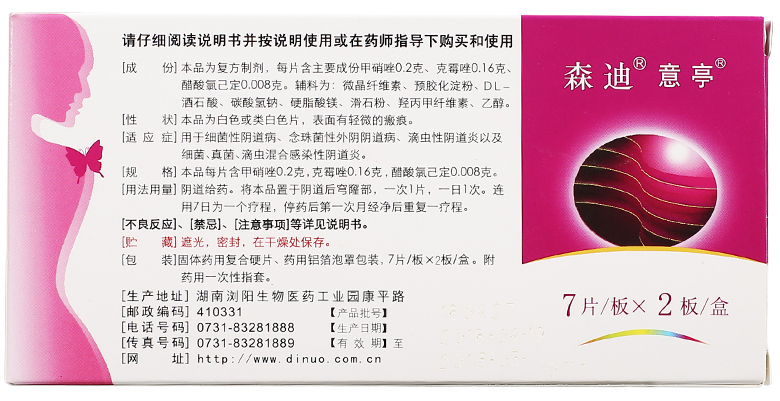 请仔细阅读说明书并按说明使用或在药师指导下购买和使用
[成 份]本品为复方制剂，每片含主要成份甲硝唑0.2克、克霉唑0.16克、
醋酸氯己定0.008克。辅料为：微晶纤维素、预胶化淀粉、DL-
酒石酸、碳酸氢钠、硬脂酸镁、滑石粉、羟丙甲纤维素、乙醇。
[性 状]本品为白色或类白色片，表面有轻微的瘢痕。
[适 应 症]用于细菌性阴道病、念珠菌性外阴阴道病、滴虫性阴道炎以及
细菌、真菌、滴虫混合感染性阴道炎。
[规 格]本品每片含甲硝唑0.2克，克霉唑0.16克，醋酸氯己定0.008克。
[用法用量]阴道给药。将本品置于阴道后穹窿部，一次1片，一日1次。连
用7日为一个疗程，停药后第一次月经净后重复一疗程。
[不良反应]、[禁忌]、[注意事项]等详见说明书。
[贮 藏]遮光，密封，在干燥处保存。
[包 装]固体药用复合硬片、药用铝箔泡罩包装，7片/板×2板/盒。附
药用一次性指套。
[生产地址] 湖南浏阳生物医药工业园康平路
[邮政编码] 410331 【产品批号】
[电话号码] 0731-83281888 【生产日期】
[传真号码] 0731-83281889 【有 效 期】至
[网 址] http://www.dinuo.com.cn
森迪® 意亭®
7片/板×2板/盒